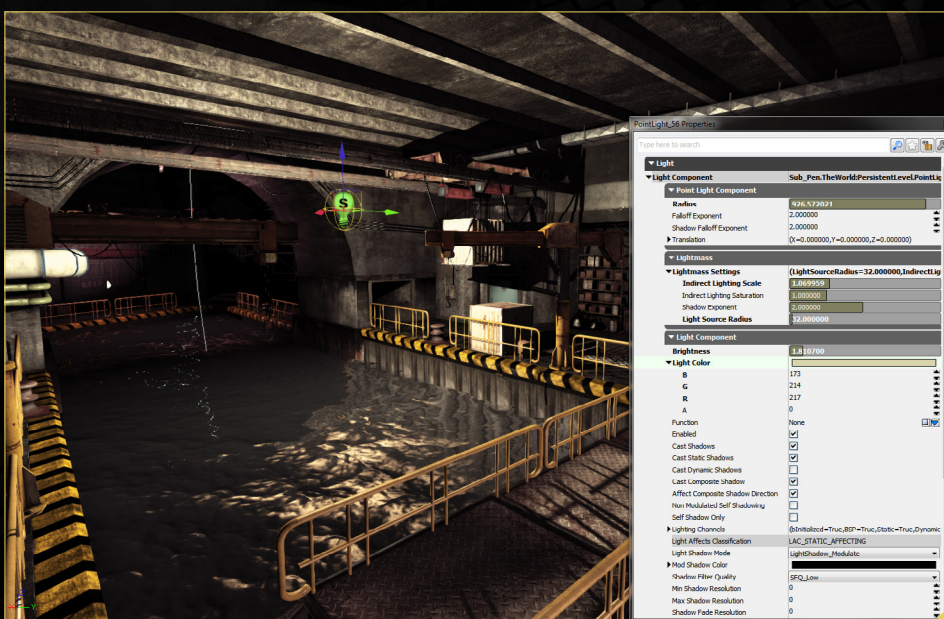 PointLight_56 Properties
Type here to search
Light
Light Component Sub_Pen.TheWorld:PersistentLevel.PointLig
Point Light Component
Radius 926.572021
Falloff Exponent 2.000000
Shadow Falloff Exponent 2.000000
Translation (X=0.000000,Y=0.000000,Z=0.000000)
Lightmass
Lightmass Settings (LightSourceRadius=32.000000,IndirectLig
Indirect Lighting Scale 1.069959
Indirect Lighting Saturation 1.000000
Shadow Exponent 2.000000
Light Source Radius 32.000000
Light Component
Brightness 1.810700
Light Color
B 173
G 214
R 217
A 0
Function None
Enabled
Cast Shadows
Cast Static Shadows
Cast Dynamic Shadows
Cast Composite Shadow
Affect Composite Shadow Direction
Non Modulated Self Shadowing
Self Shadow Only
Lighting Channels (bInitialized=True,BSP=True,Static=True,Dynamic
Light Affects Classification LAC_STATIC_AFFECTING
Light Shadow Mode LightShadow_Modulate
Mod Shadow Color
Shadow Filter Quality SFQ_Low
Min Shadow Resolution 0
Max Shadow Resolution 0
Shadow Fade Resolution 0
S
Y